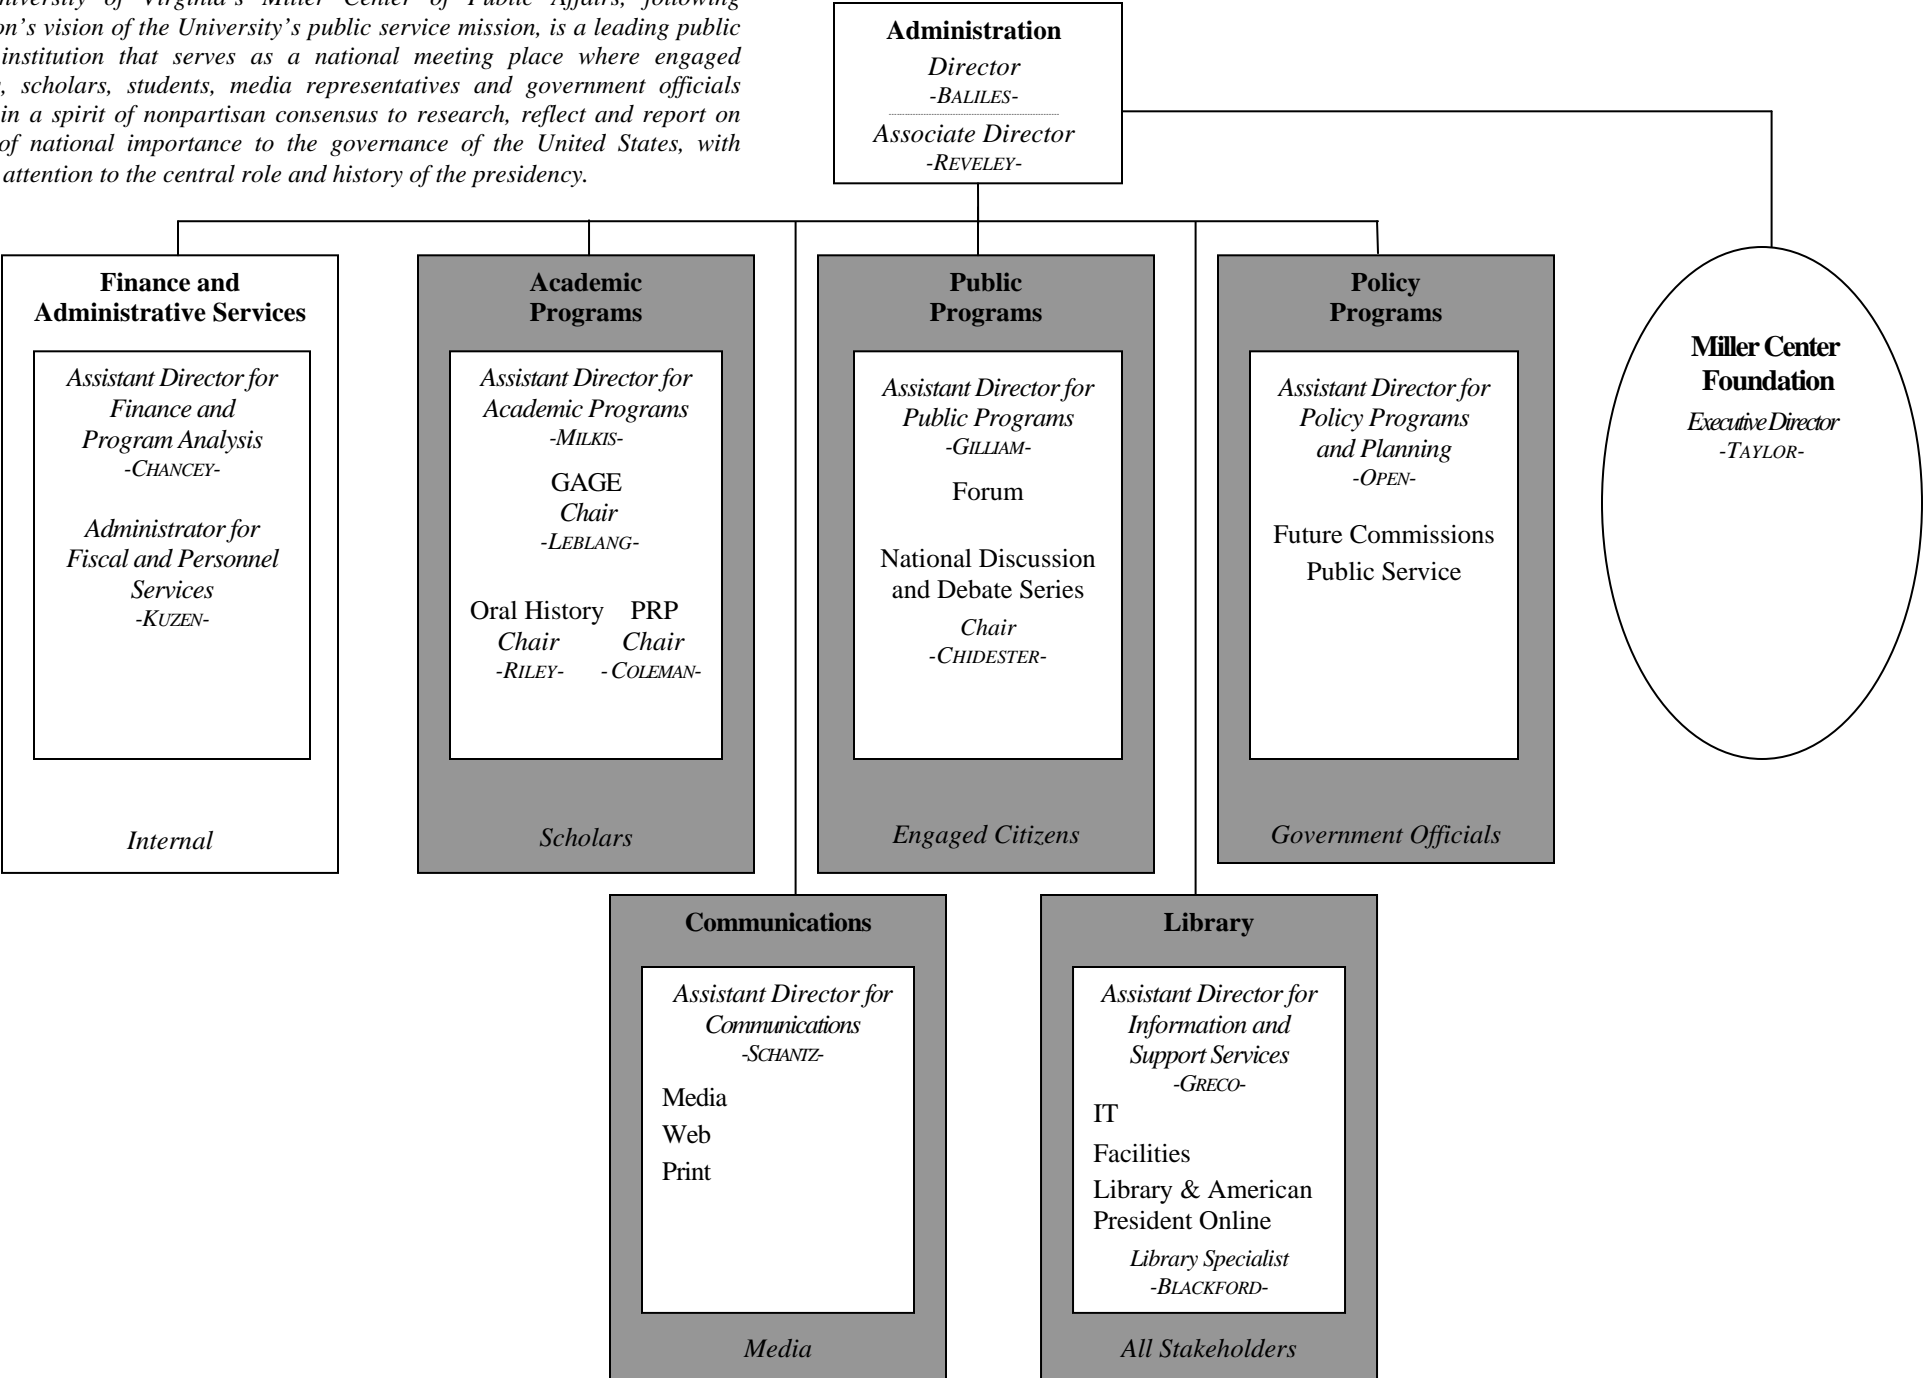 University of Virginia's Miller Center of Public Affairs, following
on's vision of the University's public service mission, is a leading public
institution that serves as a national meeting place where engaged
, scholars, students, media representatives and government officials
in a spirit of nonpartisan consensus to research, reflect and report on
of national importance to the governance of the United States, with
attention to the central role and history of the presidency.
Administration
Director
-BALILES-
Associate Director
-REVELEY-
Finance and
Administrative Services
Assistant Director for
Finance and
Program Analysis
-CHANCEY-
Administrator for
Fiscal and Personnel
Services
-KUZEN-
Internal
Academic
Programs
Assistant Director for
Academic Programs
-MILKIS-
GAGE
Chair
-LEBLANG-
Oral History PRP
Chair Chair
-RILEY- - COLEMAN-
Scholars
Public
Programs
Assistant Director for
Public Programs
-GILLIAM-
Forum
National Discussion
and Debate Series
Chair
-CHIDESTER-
Engaged Citizens
Policy
Programs
Assistant Director for
Policy Programs
and Planning
-OPEN-
Future Commissions
Public Service
Government Officials
Miller Center
Foundation
Executive Director
-TAYLOR-
Communications
Assistant Director for
Communications
-SCHANTZ-
Media
Web
Print
Media
Library
Assistant Director for
Information and
Support Services
-GRECO-
IT
Facilities
Library & American
President Online
Library Specialist
-BLACKFORD-
All Stakeholders